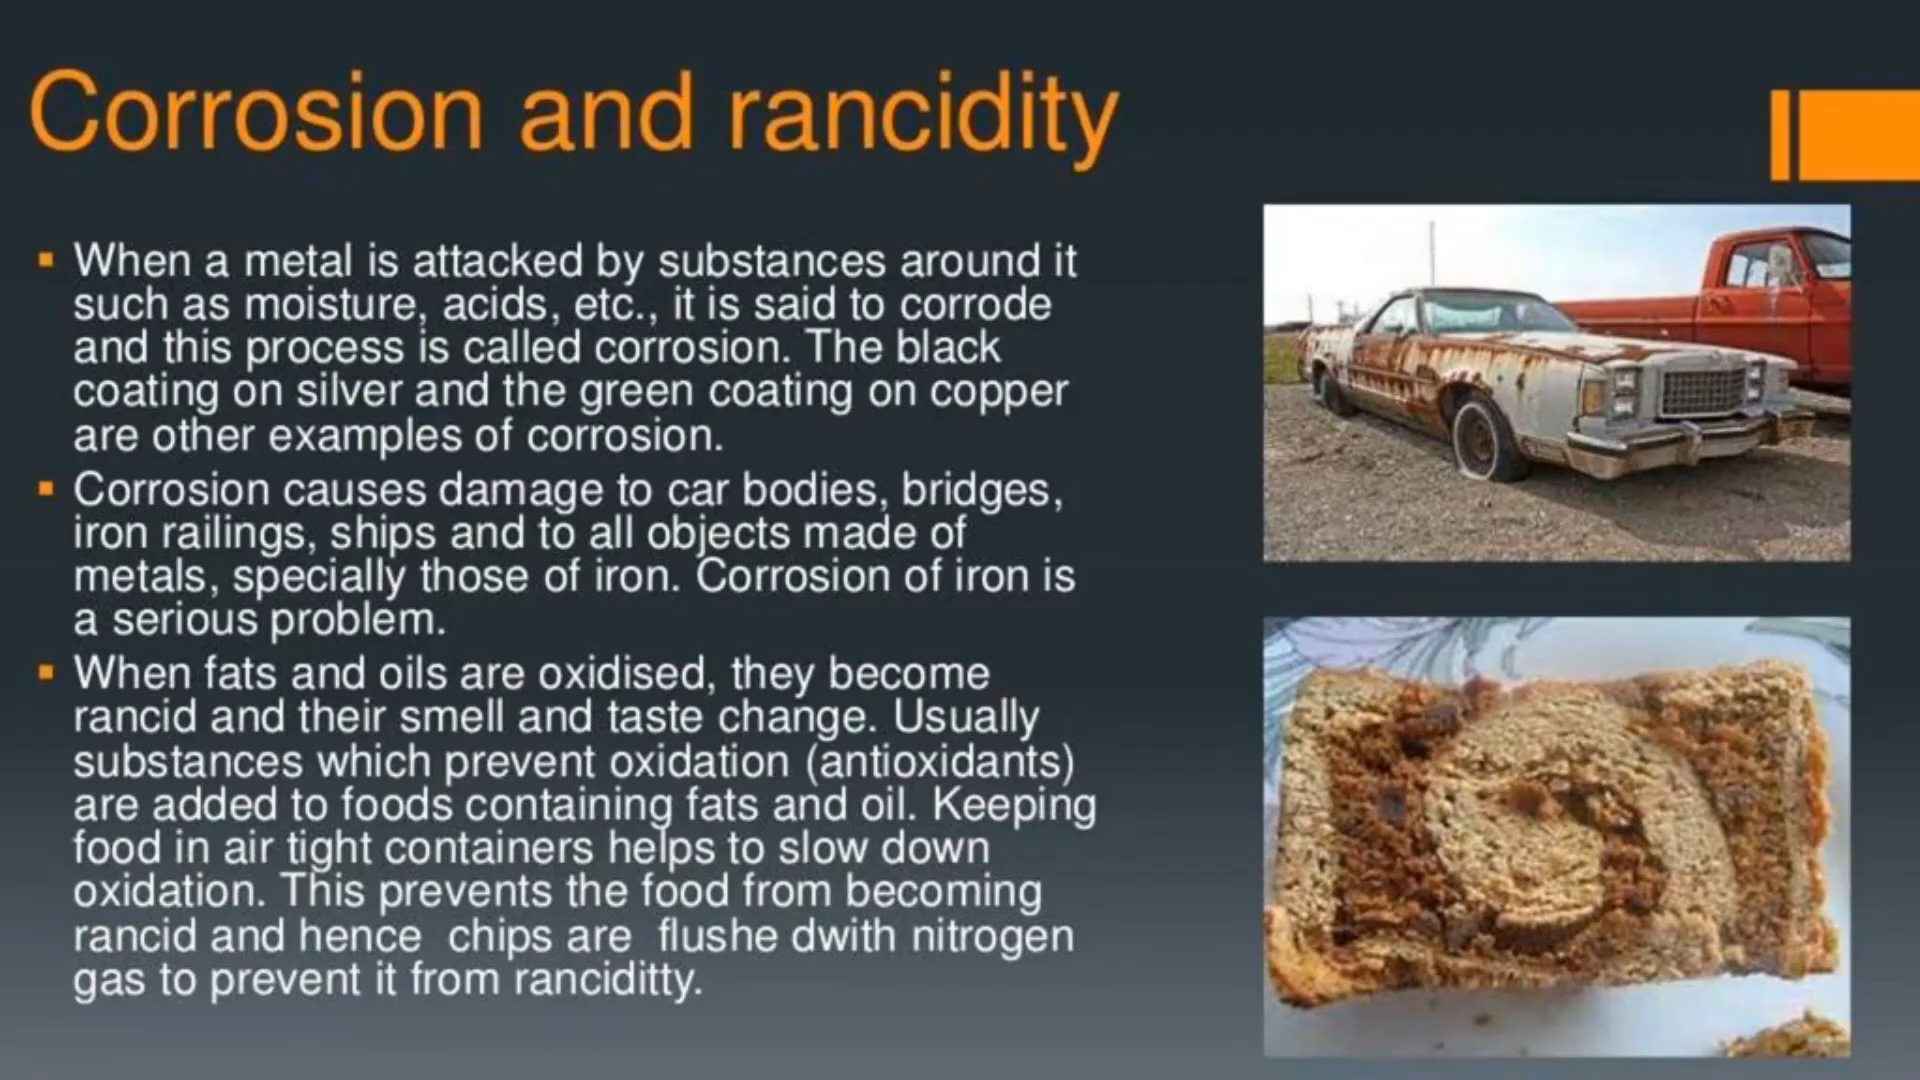 Corrosion and rancidity
When a metal is attacked by substances around it
such as moisture, acids, etc., it is said to corrode
and this process is called corrosion. The black
coating on silver and the green coating on copper
are other examples of corrosion.
Corrosion causes damage to car bodies, bridges,
iron railings, ships and to all objects made of
metals, specially those of iron. Corrosion of iron is
a serious problem.
When fats and oils are oxidised, they become
rancid and their smell and taste change. Usually
substances which prevent oxidation (antioxidants)
are added to foods containing fats and oil. Keeping
food in air tight containers helps to slow down
oxidation. This prevents the food from becoming
rancid and hence  chips are  flushe dwith nitrogen
gas to prevent it from ranciditty.